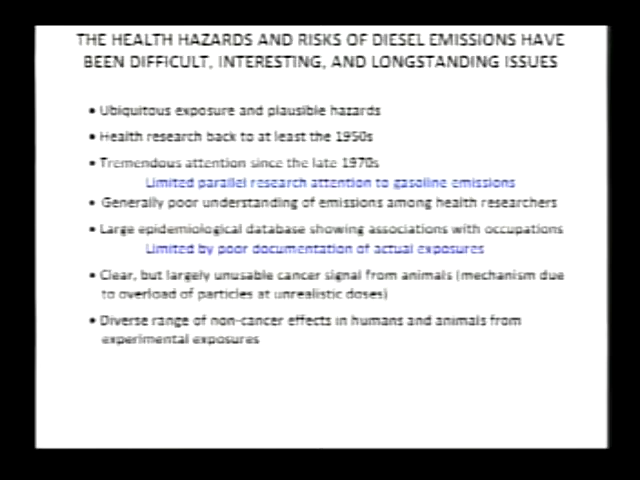 THE HEALTH HAZARDS AND RISKS OF DIESEL EMISSIONS HAVE
BEEN DIFFICULT, INTERESTING, AND LONGSTANDING ISSUES
• Ubiquitous exposure and plausible hazards
• Health research back to at least the 1950s
• Tremendous attention since the late 1970s
Limited parallel research attention to gasoline emissions
• Generally poor understanding of emissions among health researchers
• Large epidemiological database showing associations with occupations
Limited by poor documentation of actual exposures
• Clear, but largely unusable cancer signal from animals (mechanism due
to overload of particles at unrealistic doses)
• Diverse range of non-cancer effects in humans and animals from
experimental exposures